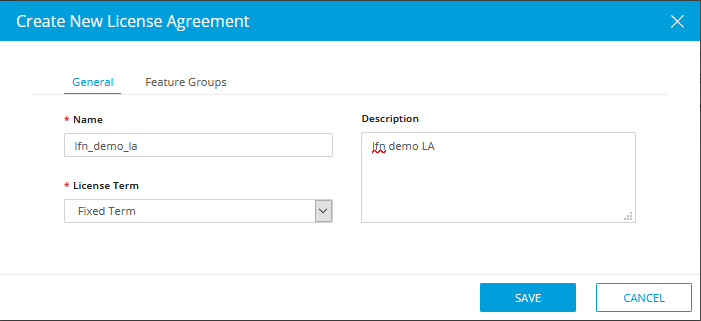 Create New License Agreement
General Feature Groups
* Name
lfn_demo_la
Description
lfn demo LA
* License Term
Fixed Term
SAVE CANCEL